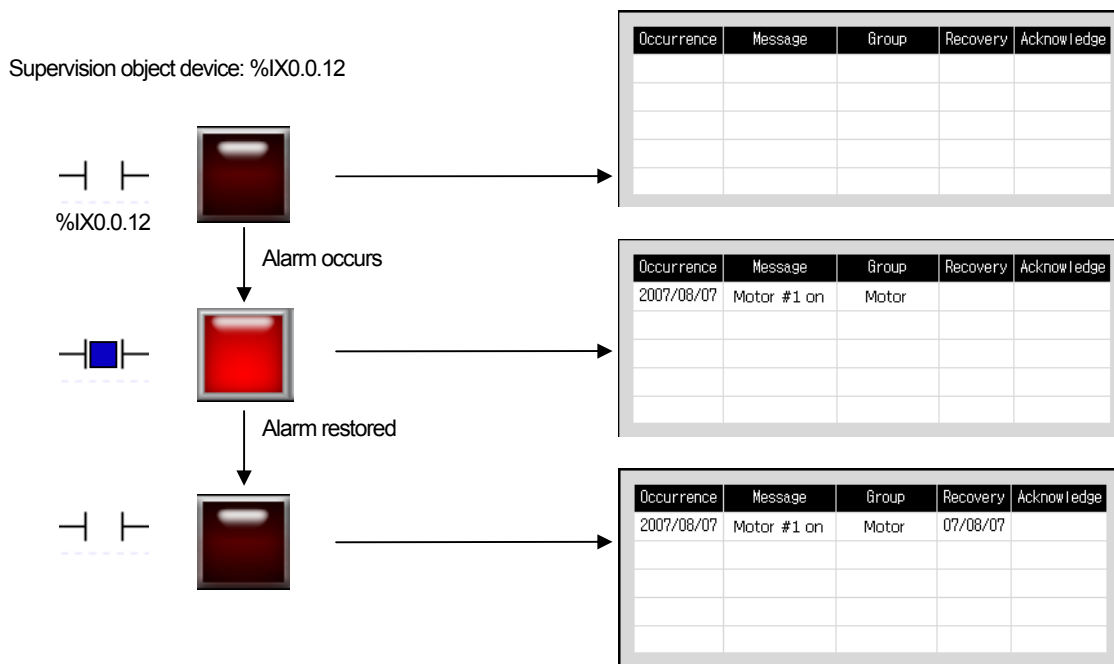 Supervision object device: %IX0.0.12
%IX0.0.12
Occurrence Message Group Recovery Acknowledge
Alarm occurs
Occurrence Message Group Recovery Acknowledge
2007/08/07 Motor #1 on Motor
Alarm restored
Occurrence Message Group Recovery Acknowledge
2007/08/07 Motor #1 on Motor 07/08/07